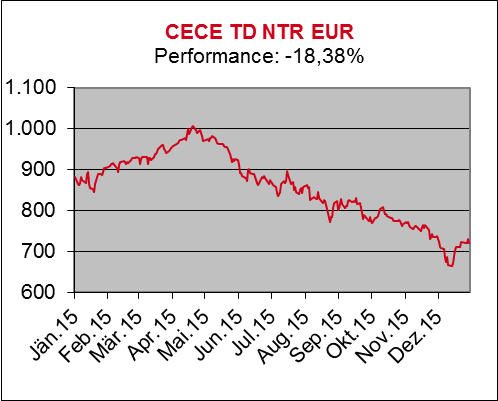 CECE TD NTR EUR
Performance: -18,38%
1.100
1.000
900
800
700
600
Jän.15
Feb.15
Mär.15
Apr.15
Mai.15
Jun.15
Jul.15
Aug.15
Sep.15
Okt.15
Nov.15
Dez.15